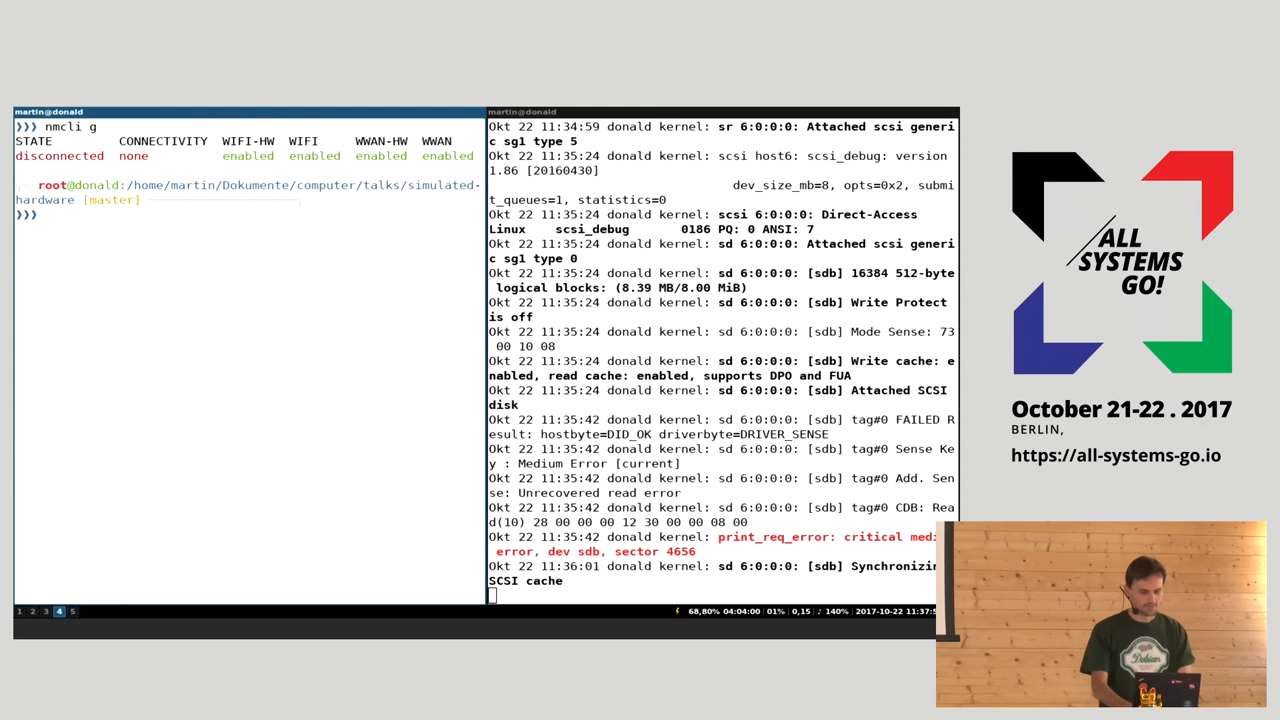 martin@donald
❯❯❯ nmcli g
STATE CONNECTIVITY WIFI-HW WIFI WWAN-HW WWAN
disconnected none enabled enabled enabled enabled
root@donald:/home/martin/Dokumente/computer/talks/simulated-
hardware [master]
❯❯❯
martin@donald
Okt 22 11:34:59 donald kernel: sr 6:0:0:0: Attached scsi generi
c sg1 type 5
Okt 22 11:35:24 donald kernel: scsi host6: scsi_debug: version
1.86 [20160430]
dev_size_mb=8, opts=0x2, submi
t_queues=1, statistics=0
Okt 22 11:35:24 donald kernel: scsi 6:0:0:0: Direct-Access
Linux scsi_debug 0186 PQ: 0 ANSI: 7
Okt 22 11:35:24 donald kernel: sd 6:0:0:0: Attached scsi generi
c sg1 type 0
Okt 22 11:35:24 donald kernel: sd 6:0:0:0: [sdb] 16384 512-byte
logical blocks: (8.39 MB/8.00 MiB)
Okt 22 11:35:24 donald kernel: sd 6:0:0:0: [sdb] Write Protect
is off
Okt 22 11:35:24 donald kernel: sd 6:0:0:0: [sdb] Mode Sense: 73
00 10 08
Okt 22 11:35:24 donald kernel: sd 6:0:0:0: [sdb] Write cache: e
nabled, read cache: enabled, supports DPO and FUA
Okt 22 11:35:24 donald kernel: sd 6:0:0:0: [sdb] Attached SCSI
disk
Okt 22 11:35:42 donald kernel: sd 6:0:0:0: [sdb] tag#0 FAILED R
esult: hostbyte=DID_OK driverbyte=DRIVER_SENSE
Okt 22 11:35:42 donald kernel: sd 6:0:0:0: [sdb] tag#0 Sense Ke
y : Medium Error [current]
Okt 22 11:35:42 donald kernel: sd 6:0:0:0: [sdb] tag#0 Add. Sen
se: Unrecovered read error
Okt 22 11:35:42 donald kernel: sd 6:0:0:0: [sdb] tag#0 CDB: Rea
d(10) 28 00 00 00 12 30 00 00 08 00
Okt 22 11:35:42 donald kernel: print_req_error: critical medi
error, dev sdb, sector 4656
Okt 22 11:36:01 donald kernel: sd 6:0:0:0: [sdb] Synchronizin
SCSI cache
1 2 3 4 5
68,80% 04:04:00 01% 0,15 ♪ 140% 2017-10-22 11:37:5
ALL
SYSTEMS
GO!
October 21-22 . 2017
BERLIN,
https://all-systems-go.io
Debian